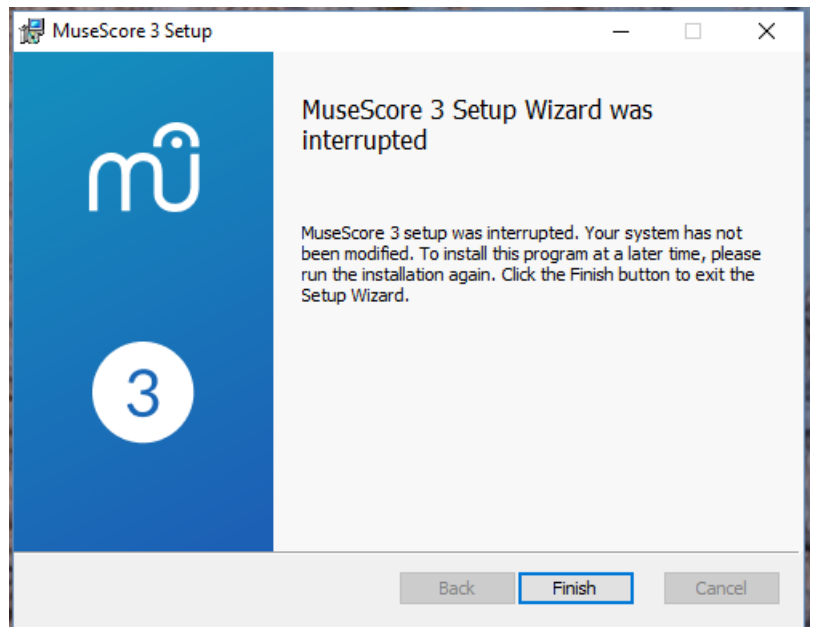 MuseScore 3 Setup
MuseScore 3 Setup Wizard was
interrupted
MuseScore 3 setup was interrupted. Your system has not
been modified. To install this program at a later time, please
run the installation again. Click the Finish button to exit the
Setup Wizard.
3
Back
Finish
Cancel